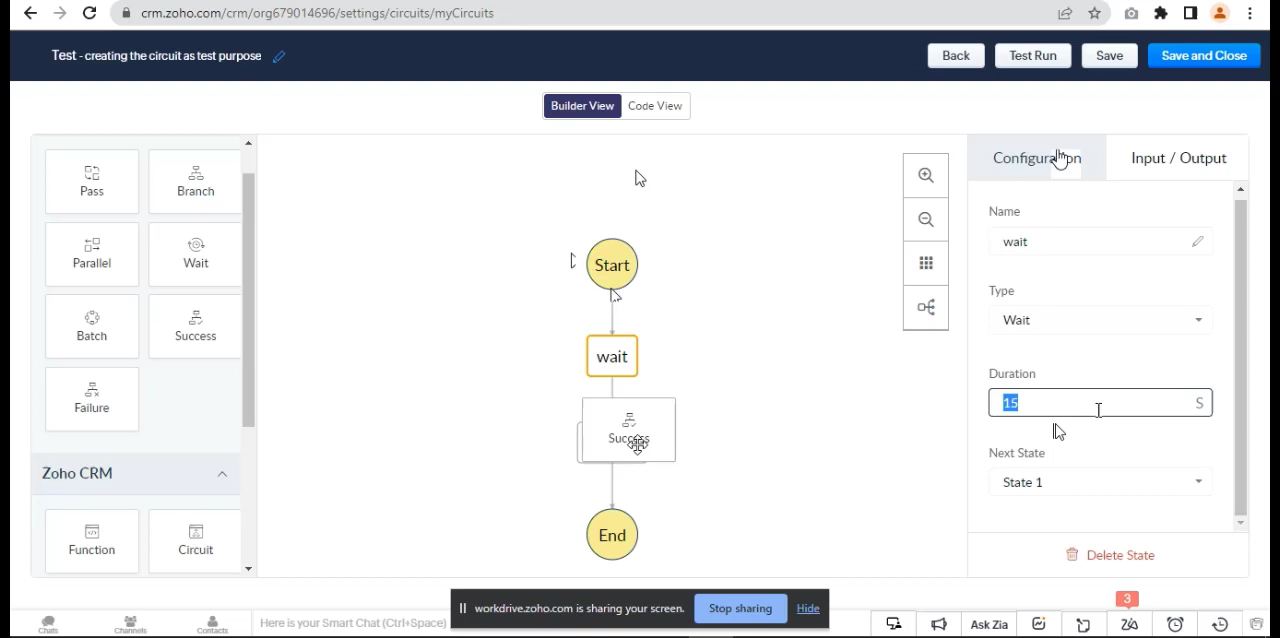 crm.zoho.com/crm/org679014696/settings/circuits/myCircuits
Test - creating the circuit as test purpose
Back
Test Run
Save
Save and Close
Builder View
Code View
Pass
Branch
Parallel
Wait
Batch
Success
Failure
Zoho CRM
Function
Circuit
Start
wait
Success
End
Configuration
Input / Output
Name
wait
Type
Wait
Duration
15
S
Next State
State 1
Delete State
workdrive.zoho.com is sharing your screen.
Stop sharing
Hide
Chats
Channels
Contacts
Here is your Smart Chat (Ctrl+Space)
Ask Zia
3